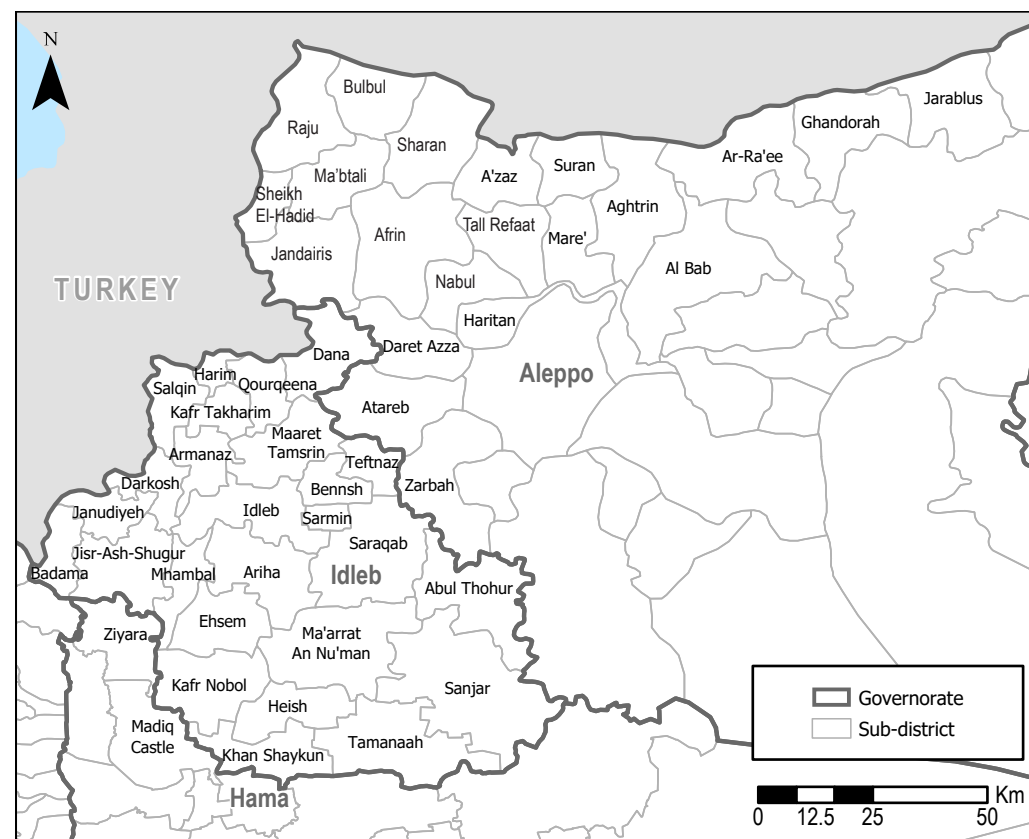 N
Bulbul
Jarablus
Raju
Ghandorah
Sharan
Ar-Ra'ee
Suran
A'zaz
Ma'btali
Sheikh
El-Hadid
Aghtrin
Tall Refaat
Afrin
Mare'
Jandairis
Al Bab
Nabul
TURKEY
Haritan
Dana
Daret Azza
Aleppo
Harim
Salqin
Qourqeena
Atareb
Kafr Takharim
Maaret
Tamsrin
Armanaz
Teftnaz
Darkosh
Bennsh
Zarbah
Janudiyeh
Idleb
Sarmin
Saraqab
Jisr-Ash-Shugur
Badama
Mhambal
Ariha
Idleb
Abul Thohur
Ehsem
Ziyara
Ma'arrat
An Nu'man
Kafr Nobol
Sanjar
Heish
Madiq
Castle
Tamanaah
Khan Shaykun
Hama
Governorate
Sub-district
Km
0 12.5 25 50